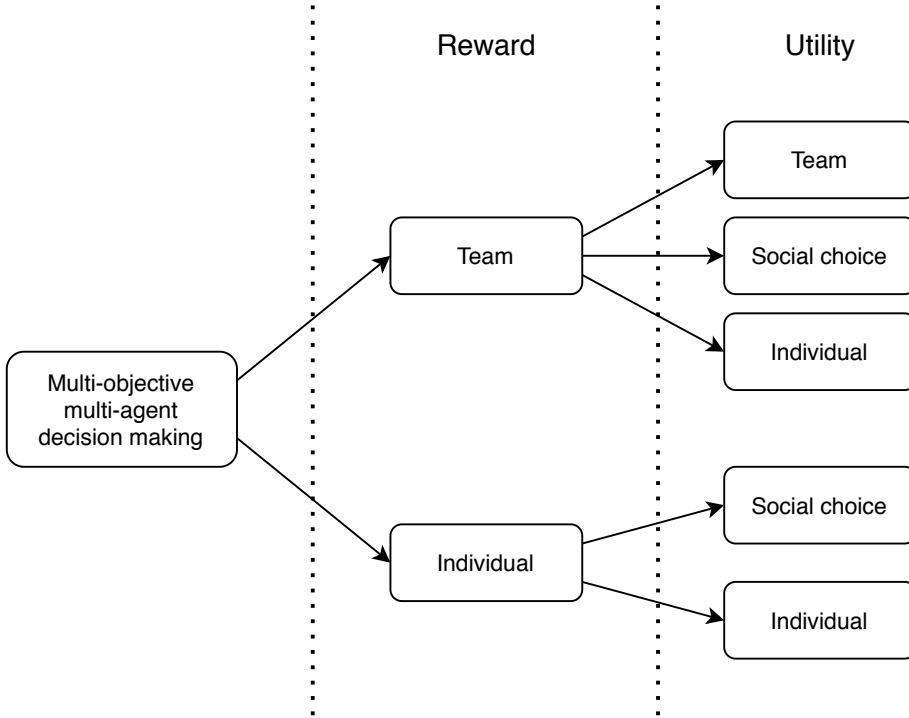 Reward
Utility
Team
Team
Social choice
Individual
Multi-objective
multi-agent
decision making
Individual
Social choice
Individual